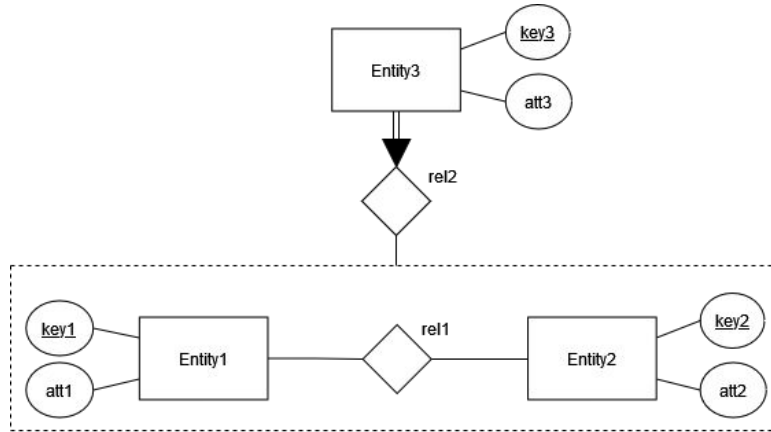 key3
Entity3
att3
rel2
key1
Entity1
att1
rel1
Entity2
key2
att2